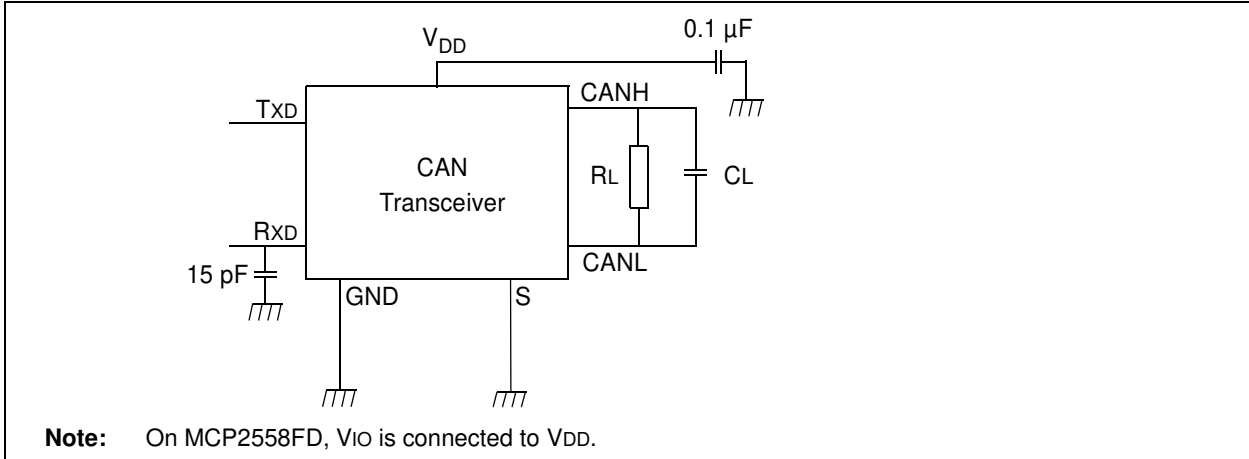 0.1 µF
VDD
CANH
TXD
CAN
Transceiver
RL
CL
RXD
CANL
15 pF
GND
S
Note: On MCP2558FD, VIO is connected to VDD.